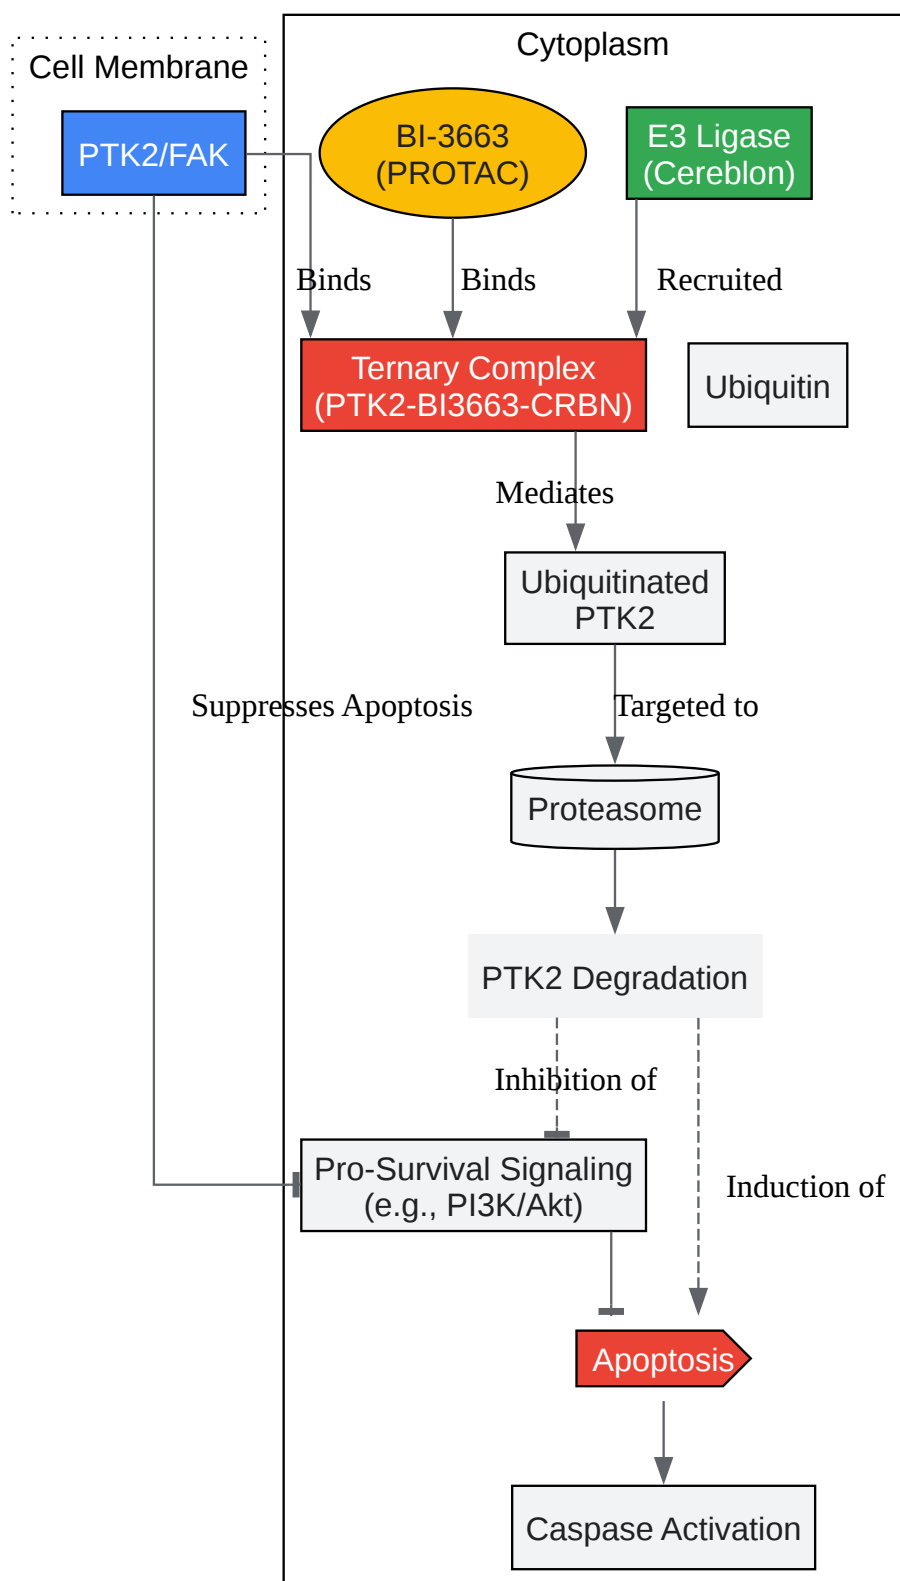 Cytoplasm
Cell Membrane
PTK2/FAK
BI-3663
(PROTAC)
E3 Ligase
(Cereblon)
Binds
Binds
Recruited
Ternary Complex
(PTK2-BI3663-CRBN)
Ubiquitin
Mediates
Ubiquitinated
PTK2
Suppresses Apoptosis
Targeted to
Proteasome
PTK2 Degradation
Inhibition of
Pro-Survival Signaling
(e.g., PI3K/Akt)
Induction of
Apoptosis
Caspase Activation